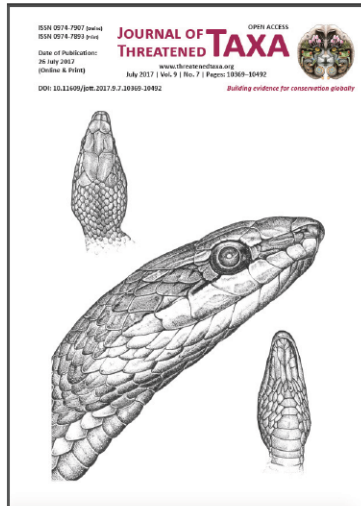 ISSN 0974-7907 (Online)
ISSN 0974-7893 (Print)
OPEN ACCESS
JOURNAL OF
THREATENED TAXA
Date of Publication:
26 July 2017
(Online & Print)
www.threatenedtaxa.org
July 2017 | Vol. 9 | No. 7 | Pages: 10369–10492
DOI: 10.11609/jott.2017.9.7.10369-10492
Building evidence for conservation globally